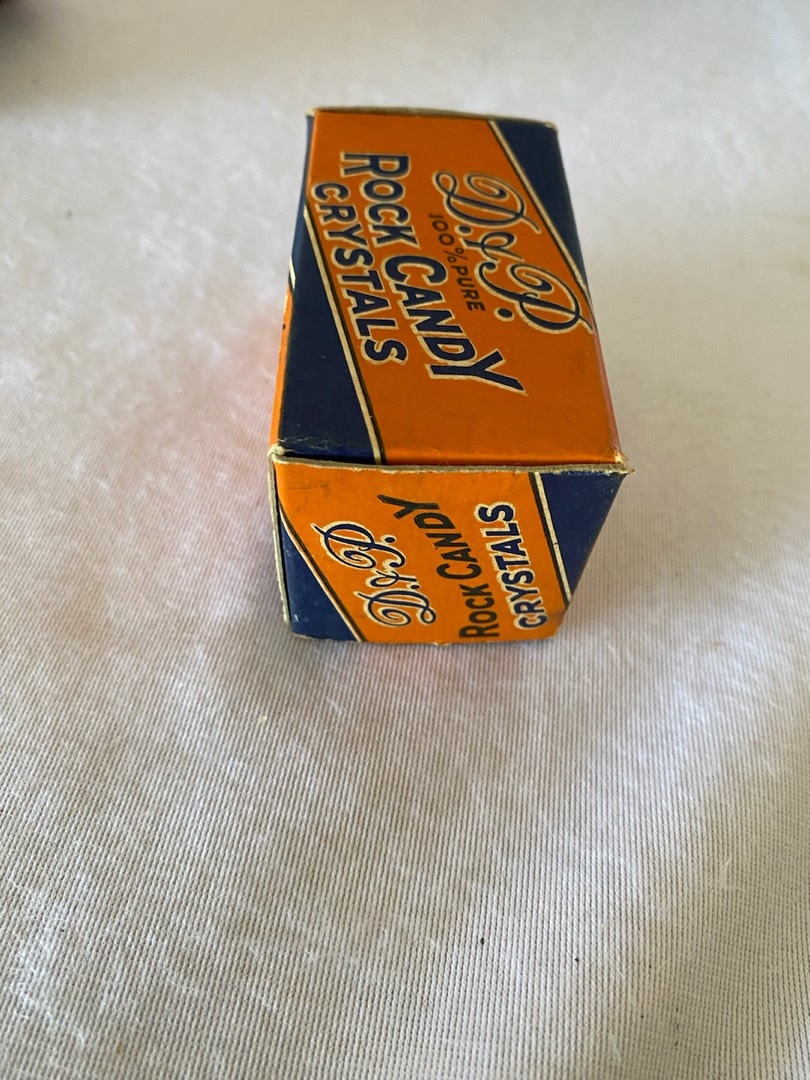 D. & P.
100% PURE
ROCK CANDY
CRYSTALS
D. & P.
ROCK CANDY
CRYSTALS